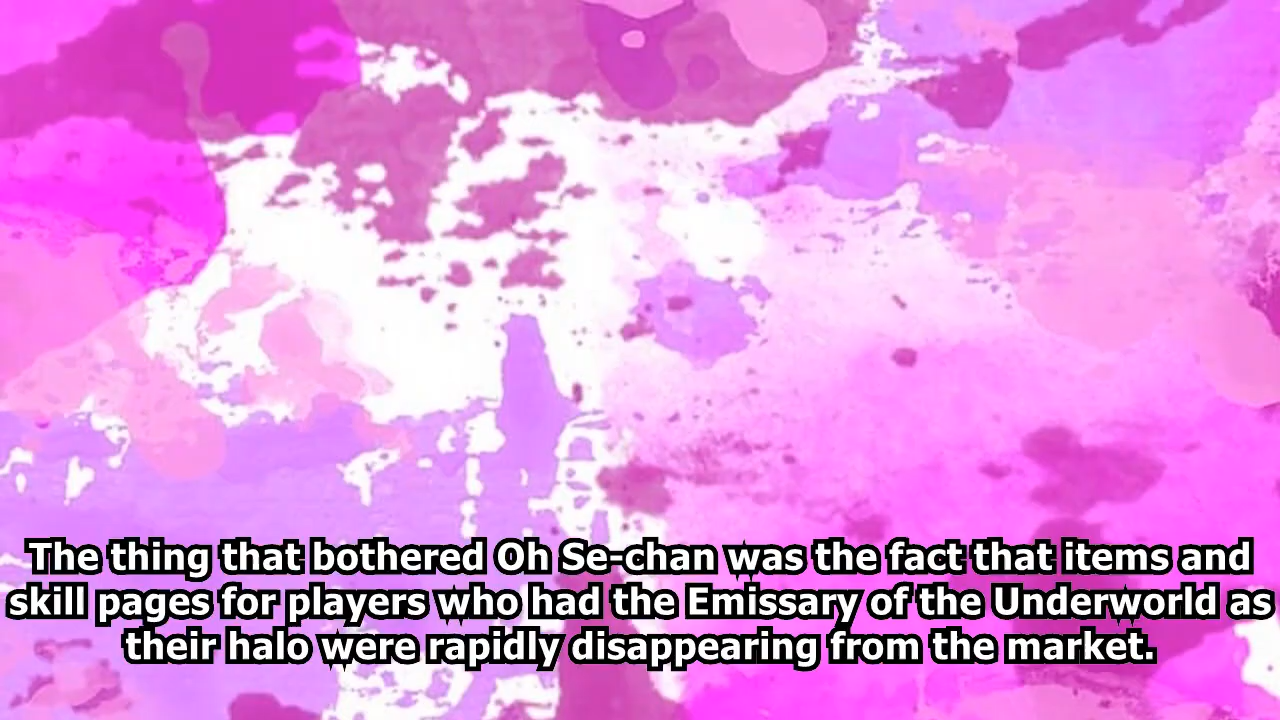 The thing that bothered Oh Se-chan was the fact that items and
skill pages for players who had the Emissary of the Underworld as
their halo were rapidly disappearing from the market.